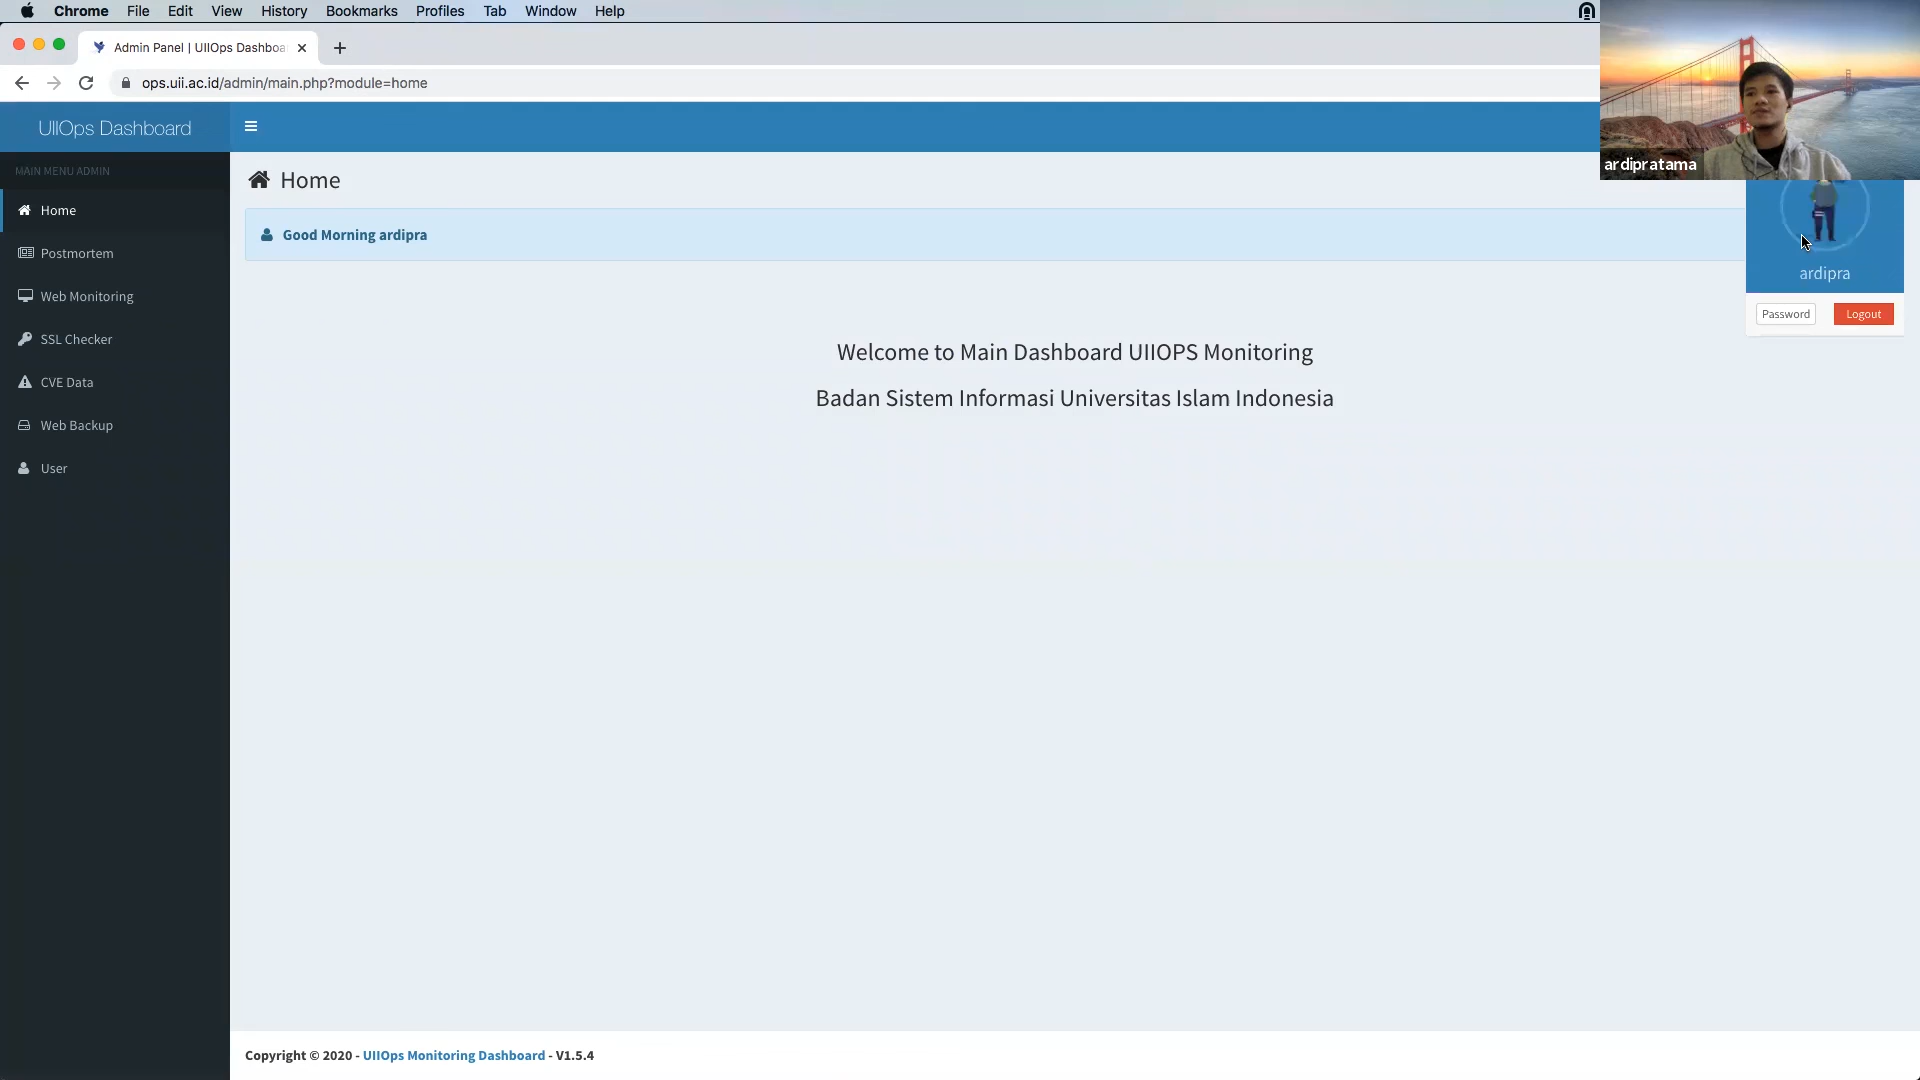 Chrome File Edit View History Bookmarks Profiles Tab Window Help
Admin Panel | UIIOps Dashboa
ops.uii.ac.id/admin/main.php?module=home
ardipratama
UIIOps Dashboard
MAIN MENU ADMIN
Home
Postmortem
Web Monitoring
SSL Checker
CVE Data
Web Backup
User
Home
Good Morning ardipra
ardipra
Password Logout
Welcome to Main Dashboard UIIOPS Monitoring
Badan Sistem Informasi Universitas Islam Indonesia
Copyright © 2020 - UIIOps Monitoring Dashboard - V1.5.4